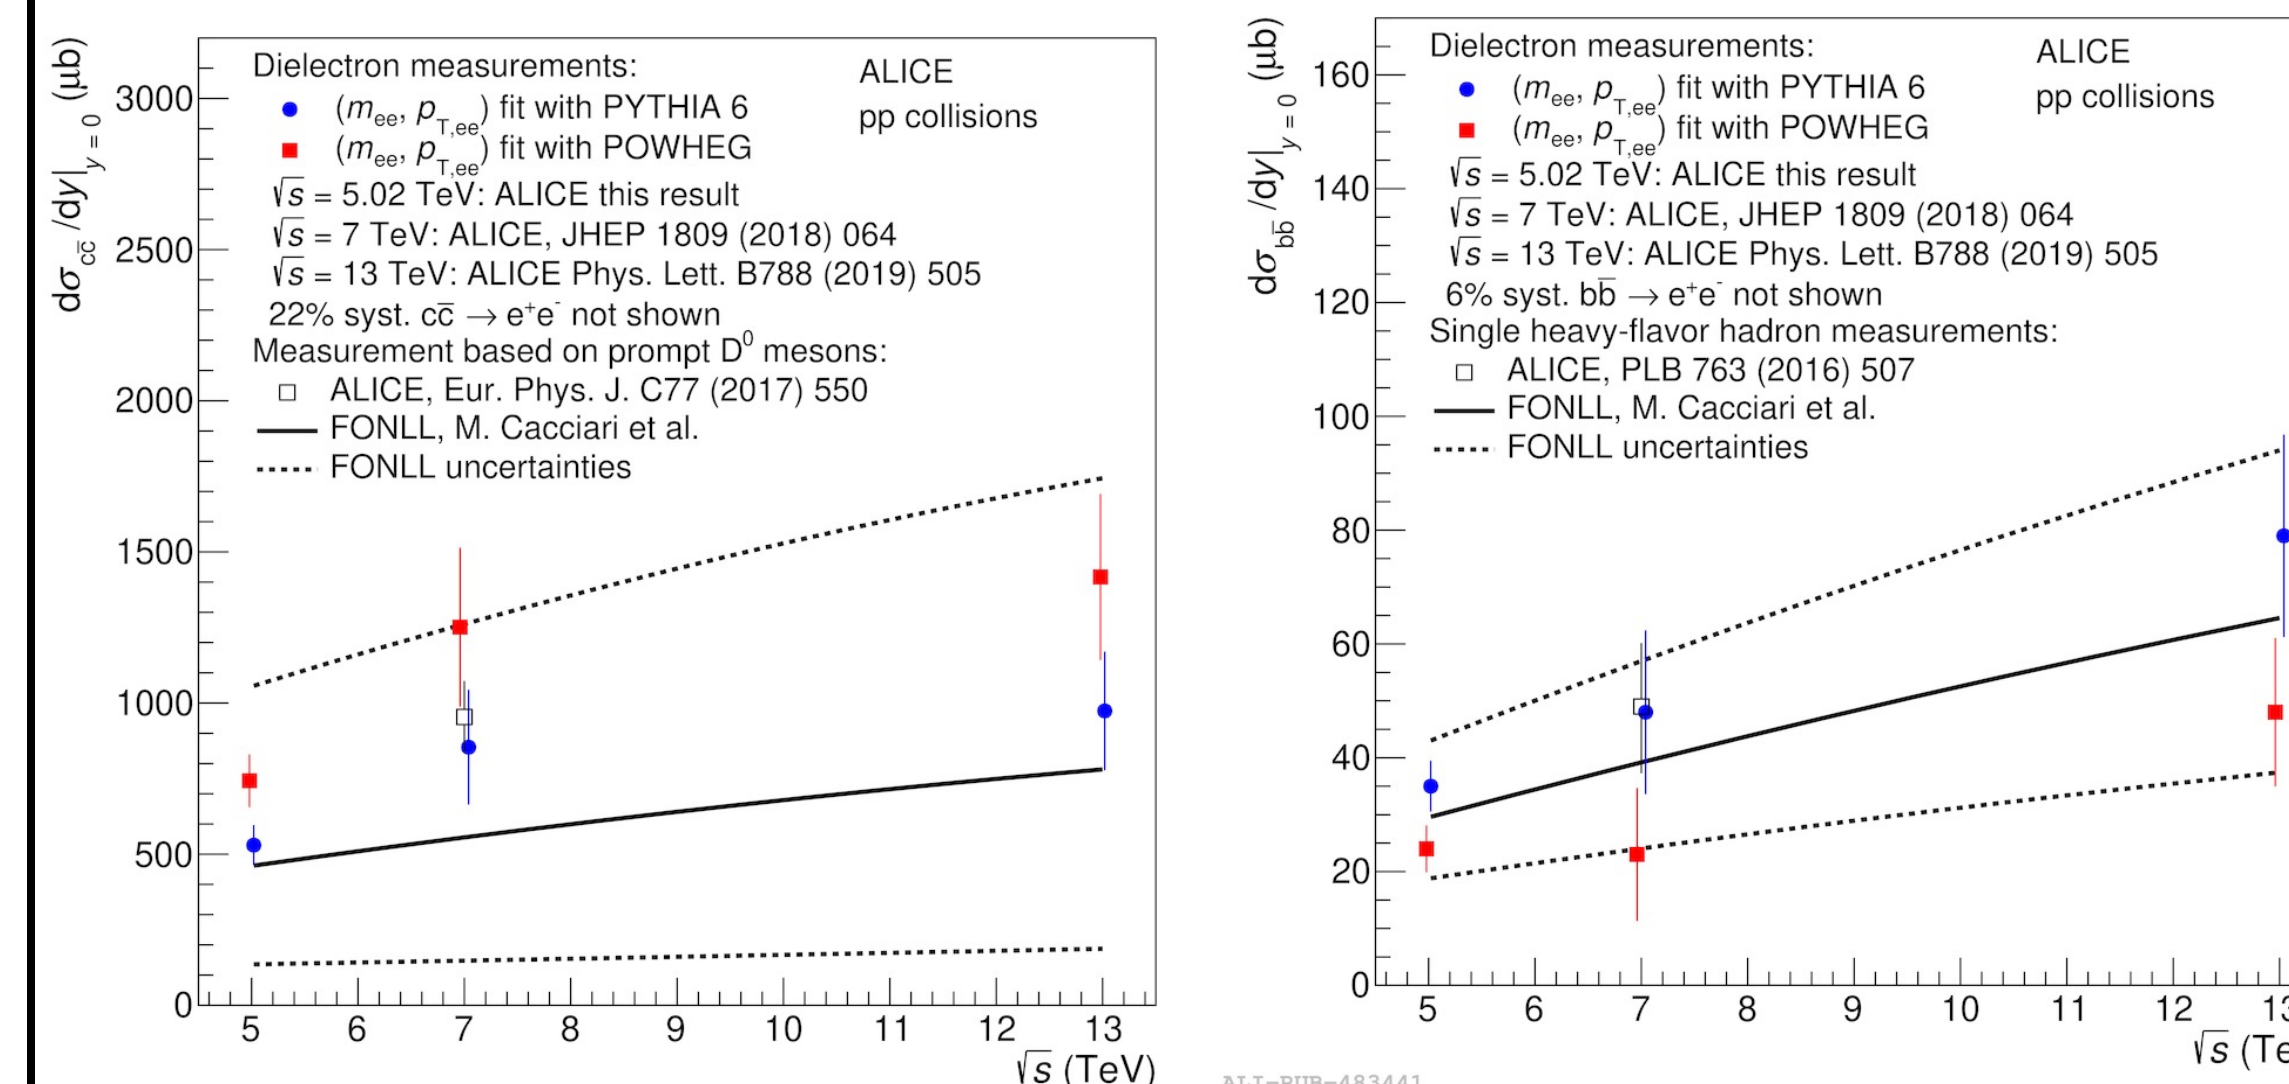 dσ_cc̅/dy|_y = 0 (μb)
Dielectron measurements:
(m_ee, p_T,ee) fit with PYTHIA 6
(m_ee, p_T,ee) fit with POWHEG
√s = 5.02 TeV: ALICE this result
√s = 7 TeV: ALICE, JHEP 1809 (2018) 064
√s = 13 TeV: ALICE Phys. Lett. B788 (2019) 505
22% syst. cc̅ → e⁺e⁻ not shown
Measurement based on prompt D⁰ mesons:
ALICE, Eur. Phys. J. C77 (2017) 550
FONLL, M. Cacciari et al.
FONLL uncertainties
ALICE
pp collisions
3000
2500
2000
1500
1000
500
0
5 6 7 8 9 10 11 12 13
√s (TeV)
dσ_bb̅/dy|_y = 0 (μb)
Dielectron measurements:
(m_ee, p_T,ee) fit with PYTHIA 6
(m_ee, p_T,ee) fit with POWHEG
√s = 5.02 TeV: ALICE this result
√s = 7 TeV: ALICE, JHEP 1809 (2018) 064
√s = 13 TeV: ALICE Phys. Lett. B788 (2019) 505
6% syst. bb̅ → e⁺e⁻ not shown
Single heavy-flavor hadron measurements:
ALICE, PLB 763 (2016) 507
FONLL, M. Cacciari et al.
FONLL uncertainties
ALICE
pp collisions
160
140
120
100
80
60
40
20
0
5 6 7 8 9 10 11 12 13
√s (Te
ALI-PUB-483441